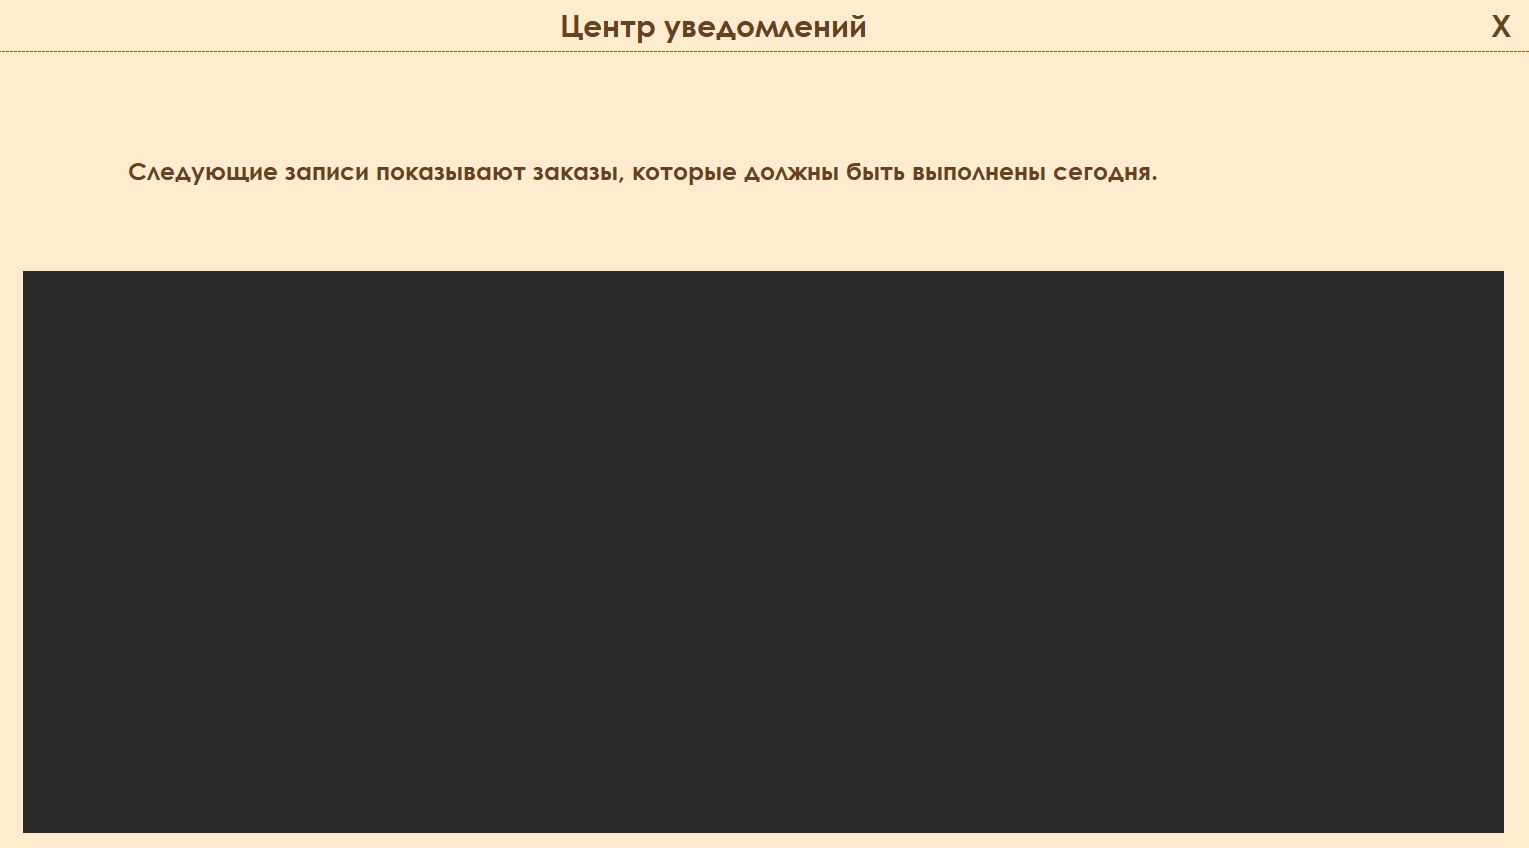 Центр уведомлений X
Следующие записи показывают заказы, которые должны быть выполнены сегодня.